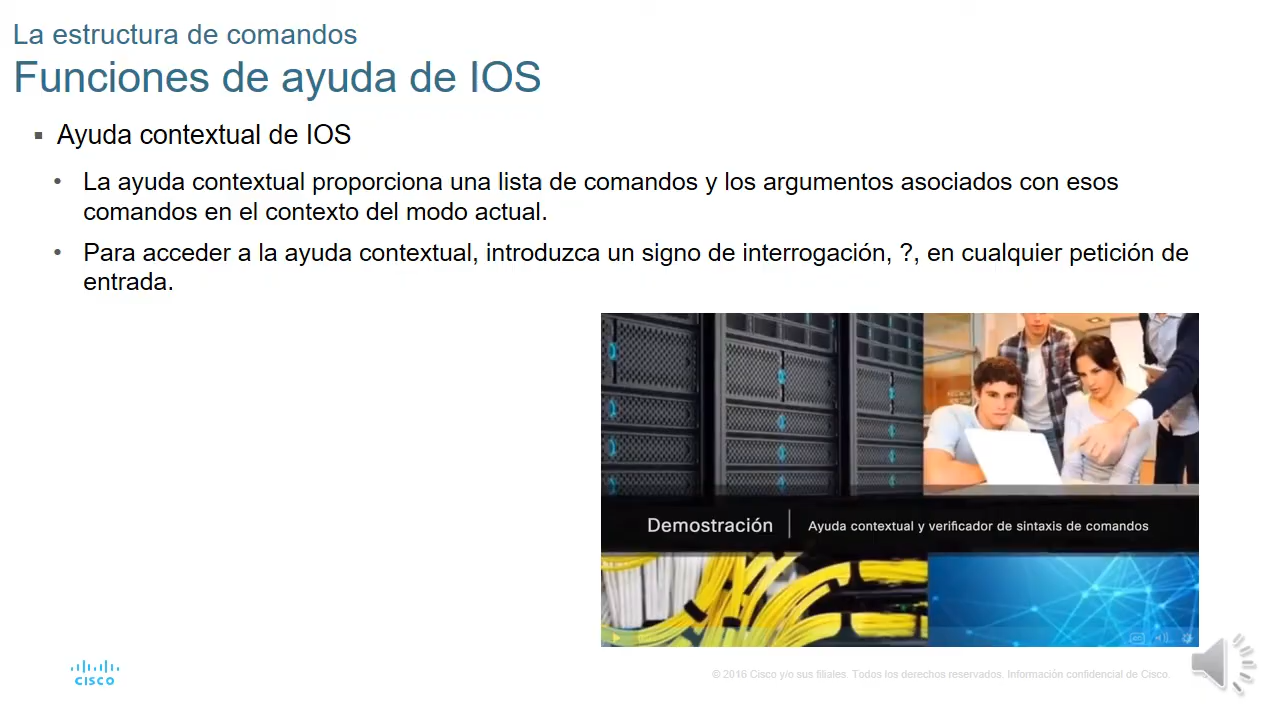 La estructura de comandos
Funciones de ayuda de IOS
▪ Ayuda contextual de IOS
• La ayuda contextual proporciona una lista de comandos y los argumentos asociados con esos
comandos en el contexto del modo actual.
• Para acceder a la ayuda contextual, introduzca un signo de interrogación, ?, en cualquier petición de
entrada.
Demostración | Ayuda contextual y verificador de sintaxis de comandos
CISCO
© 2016 Cisco y/o sus filiales. Todos los derechos reservados. Información confidencial de Cisco.